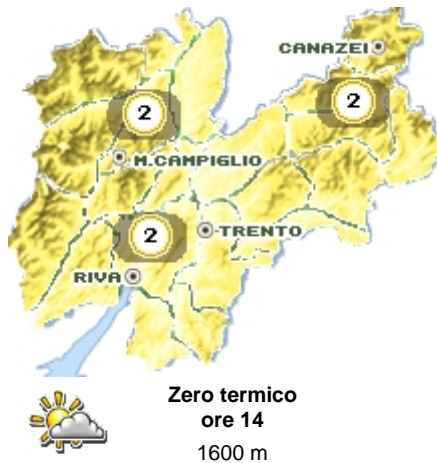 CANAZEI
2
2
M.CAMPIGLIO
2
TRENTO
RIVA
Zero termico
ore 14
1600 m